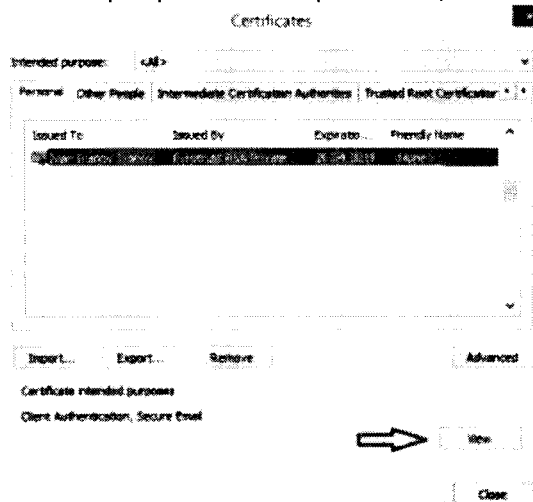 Certificates
Intended purpose: <All>
Personal Other People Intermediate Certification Authorities Trusted Root Certification
Issued To Issued By Expiratio... Friendly Name
Import... Export... Remove Advanced
Certificate intended purposes
Client Authentication, Secure Email
View
Close